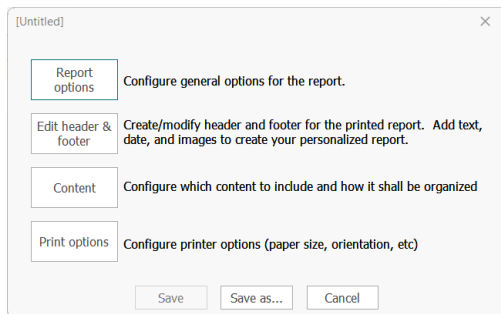 [Untitled]
Report
options
Configure general options for the report.
Edit header &
footer
Create/modify header and footer for the printed report.  Add text,
date, and images to create your personalized report.
Content
Configure which content to include and how it shall be organized
Print options
Configure printer options (paper size, orientation, etc)
Save
Save as...
Cancel